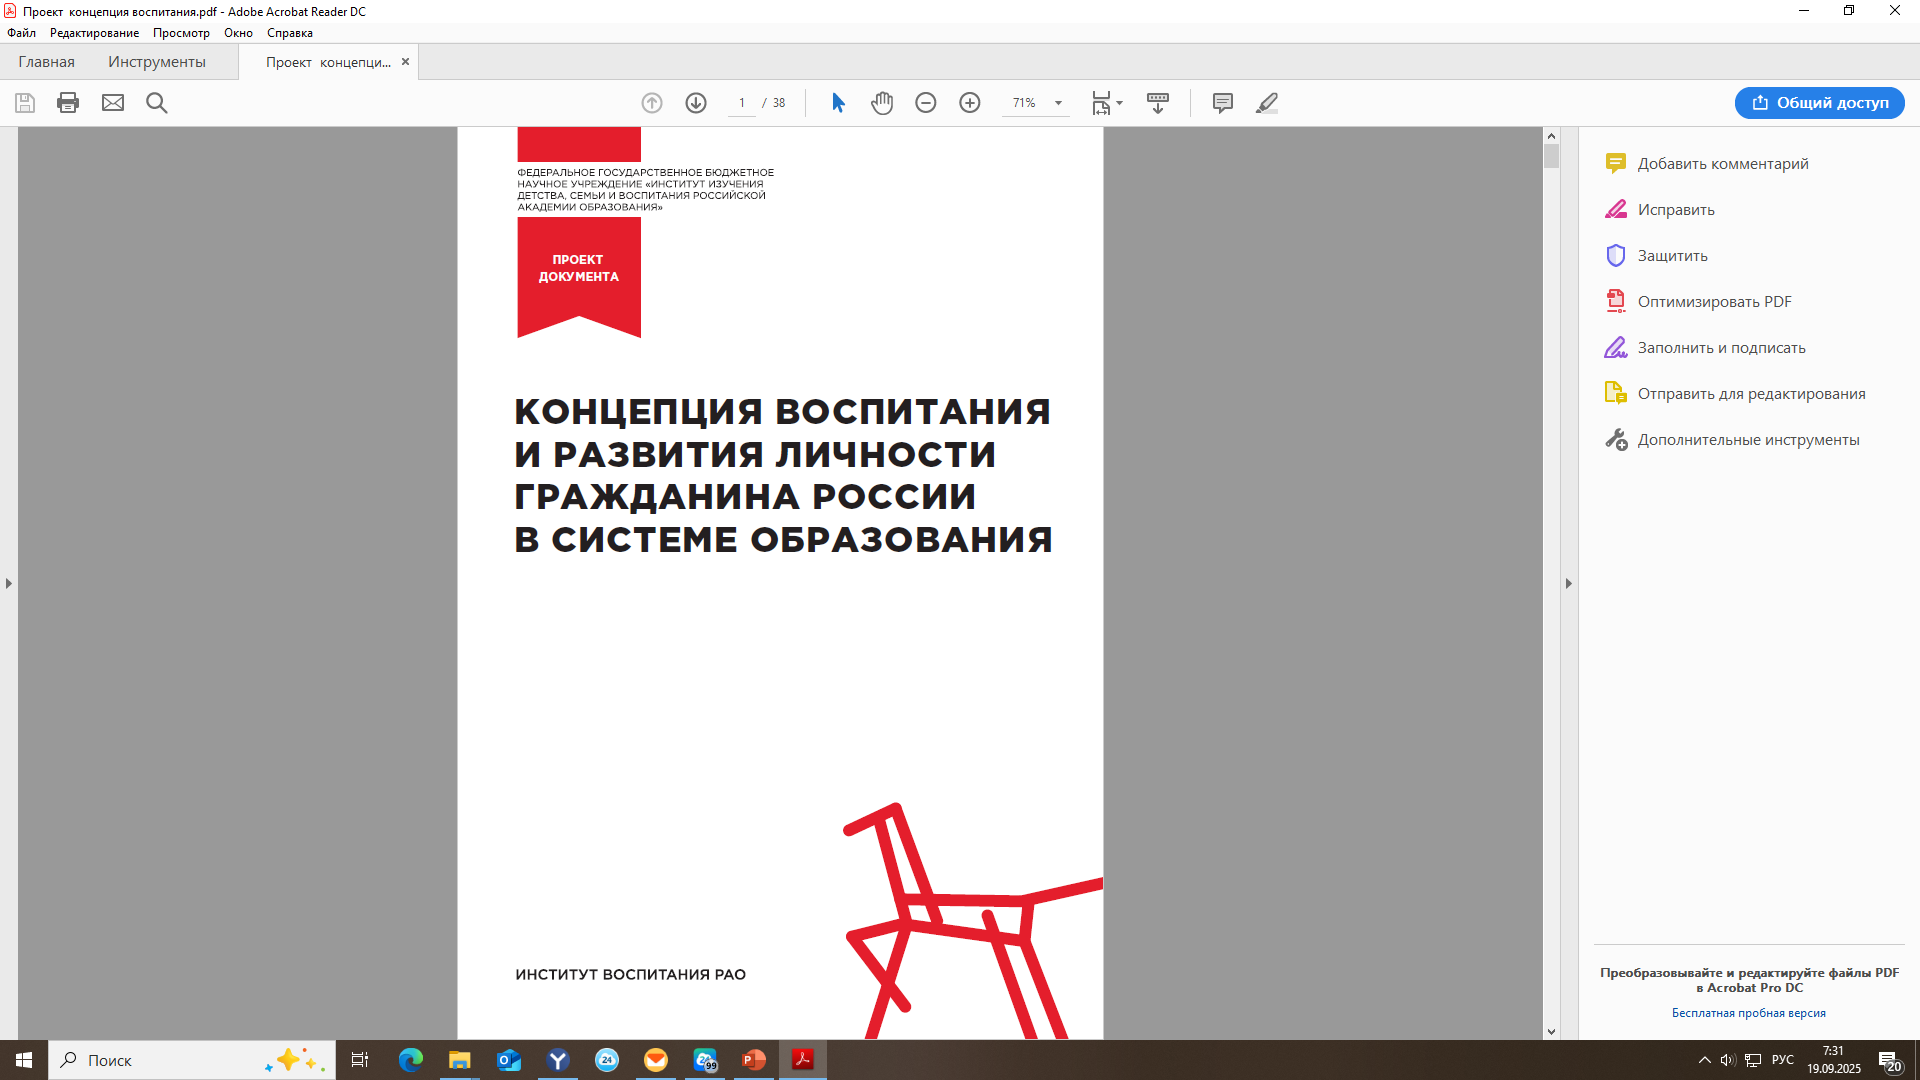 Проект  концепция воспитания.pdf - Adobe Acrobat Reader DC
Файл Редактирование Просмотр Окно Справка
Главная Инструменты Проект  концепци... ×
1 / 38 71% Общий доступ
ФЕДЕРАЛЬНОЕ ГОСУДАРСТВЕННОЕ БЮДЖЕТНОЕ
НАУЧНОЕ УЧРЕЖДЕНИЕ «ИНСТИТУТ ИЗУЧЕНИЯ
ДЕТСТВА, СЕМЬИ И ВОСПИТАНИЯ РОССИЙСКОЙ
АКАДЕМИИ ОБРАЗОВАНИЯ»
ПРОЕКТ
ДОКУМЕНТА
КОНЦЕПЦИЯ ВОСПИТАНИЯ
И РАЗВИТИЯ ЛИЧНОСТИ
ГРАЖДАНИНА РОССИИ
В СИСТЕМЕ ОБРАЗОВАНИЯ
ИНСТИТУТ ВОСПИТАНИЯ РАО
Добавить комментарий
Исправить
Защитить
Оптимизировать PDF
Заполнить и подписать
Отправить для редактирования
Дополнительные инструменты
Преобразовывайте и редактируйте файлы PDF
в Acrobat Pro DC
Бесплатная пробная версия
Поиск
24
24
99
РУС
7:31
19.09.2025
20